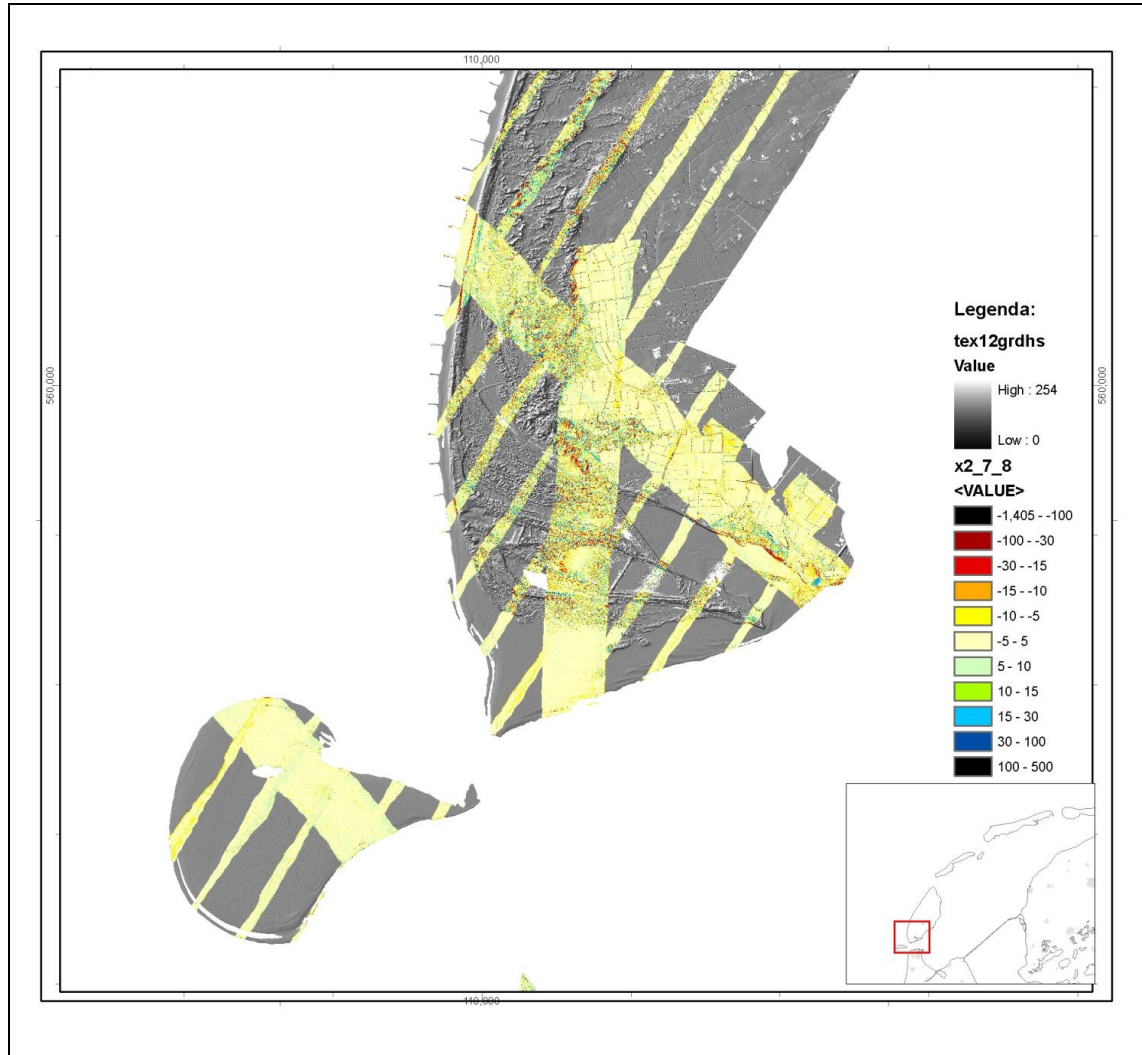 110,000
560,000
560,000
Legenda:
tex12grdhs
Value
High : 254
Low : 0
x2_7_8
<VALUE>
-1,405 - -100
-100 - -30
-30 - -15
-15 - -10
-10 - -5
-5 - 5
5 - 10
10 - 15
15 - 30
30 - 100
100 - 500
110,000